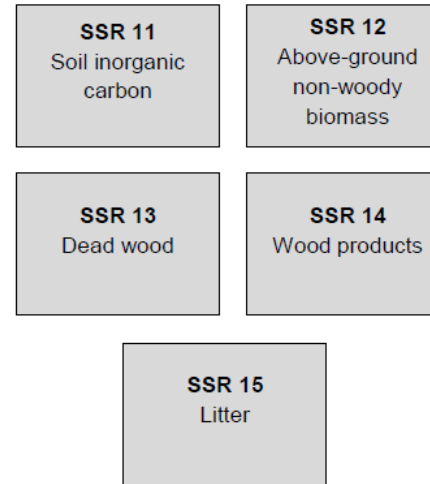 SSR 11
Soil inorganic
carbon
SSR 12
Above-ground
non-woody
biomass
SSR 13
Dead wood
SSR 14
Wood products
SSR 15
Litter